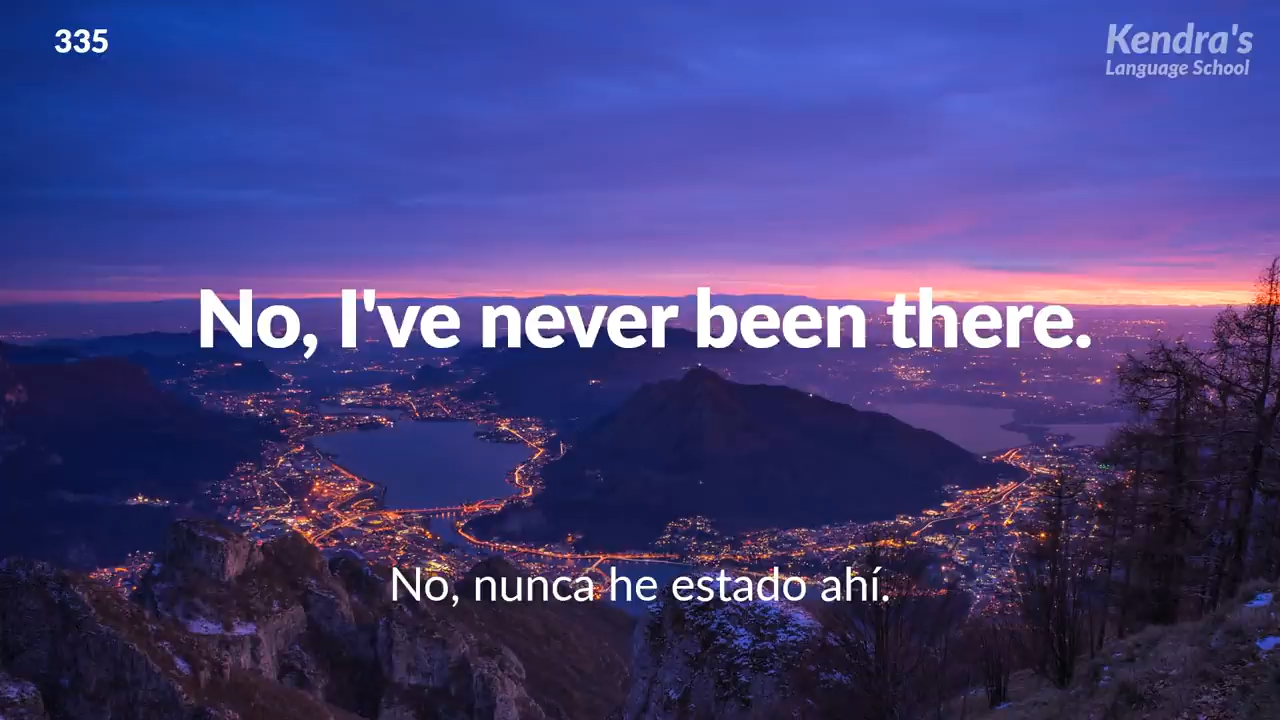 335
Kendra's
Language School
No, I've never been there.
No, nunca he estado ahí.